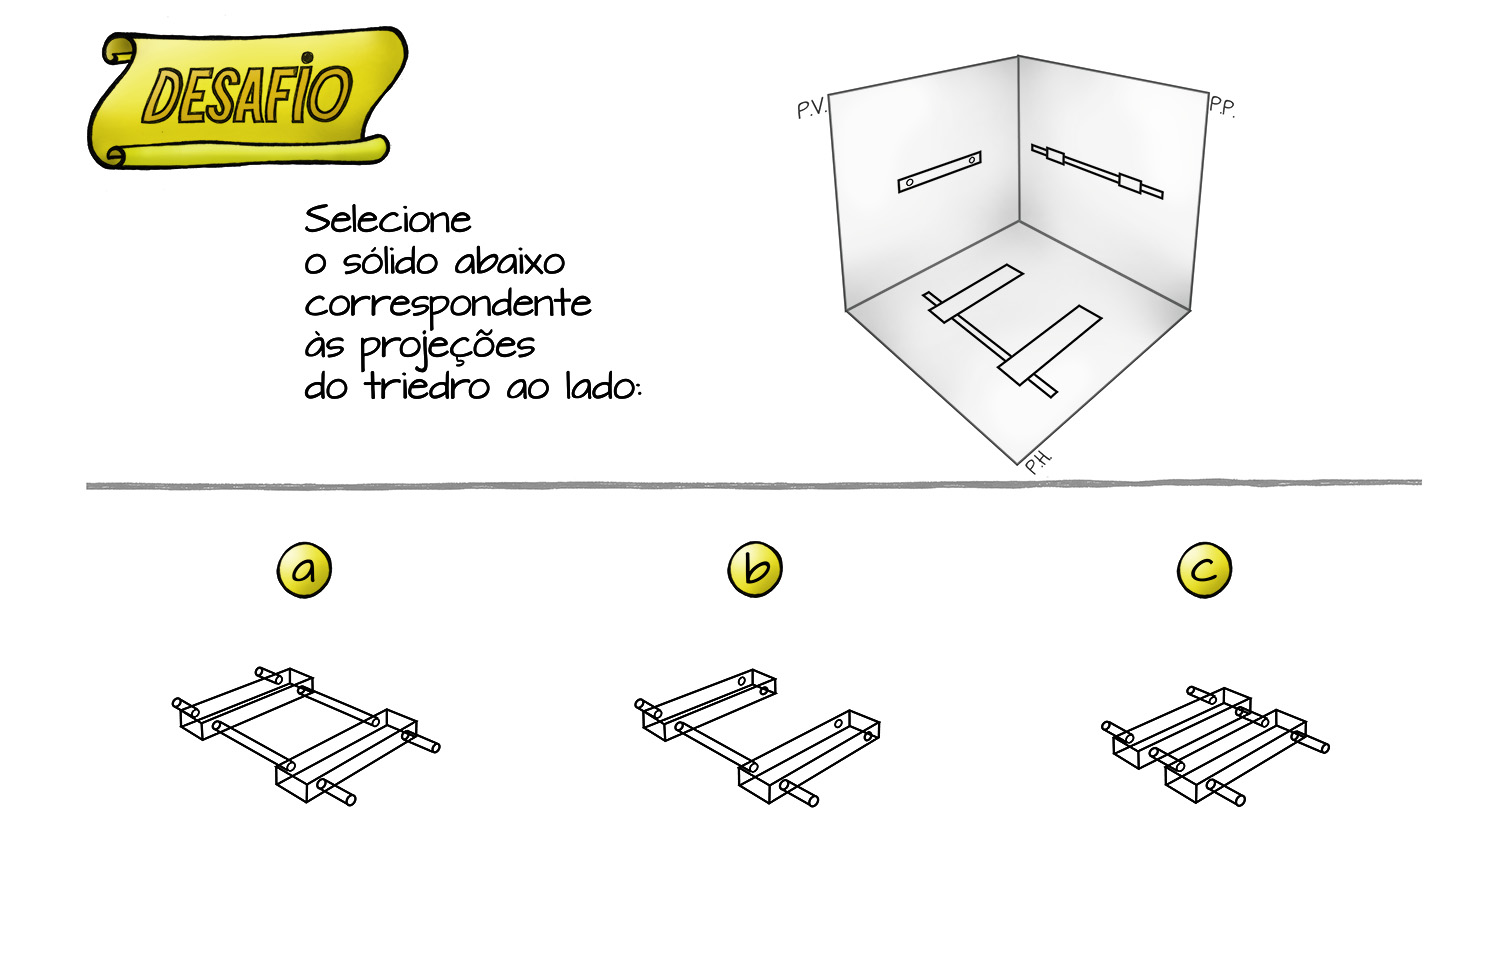 DESAFiO
P.V.
P.P.
Selecione
o sólido abaixo
correspondente
às projeções
do triedro ao lado:
P.H.
a
b
c